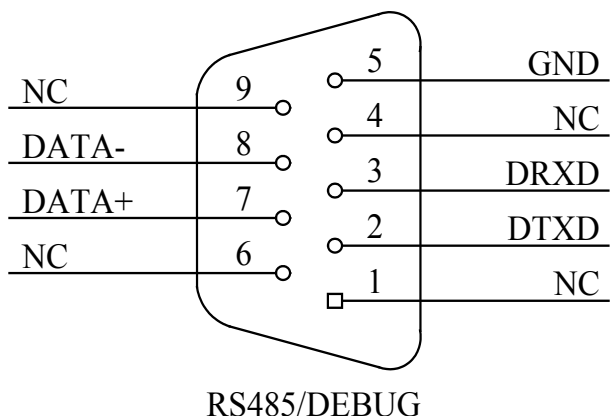 5 GND
NC 9
4 NC
DATA- 8
3 DRXD
DATA+ 7
2 DTXD
NC 6
1 NC
RS485/DEBUG